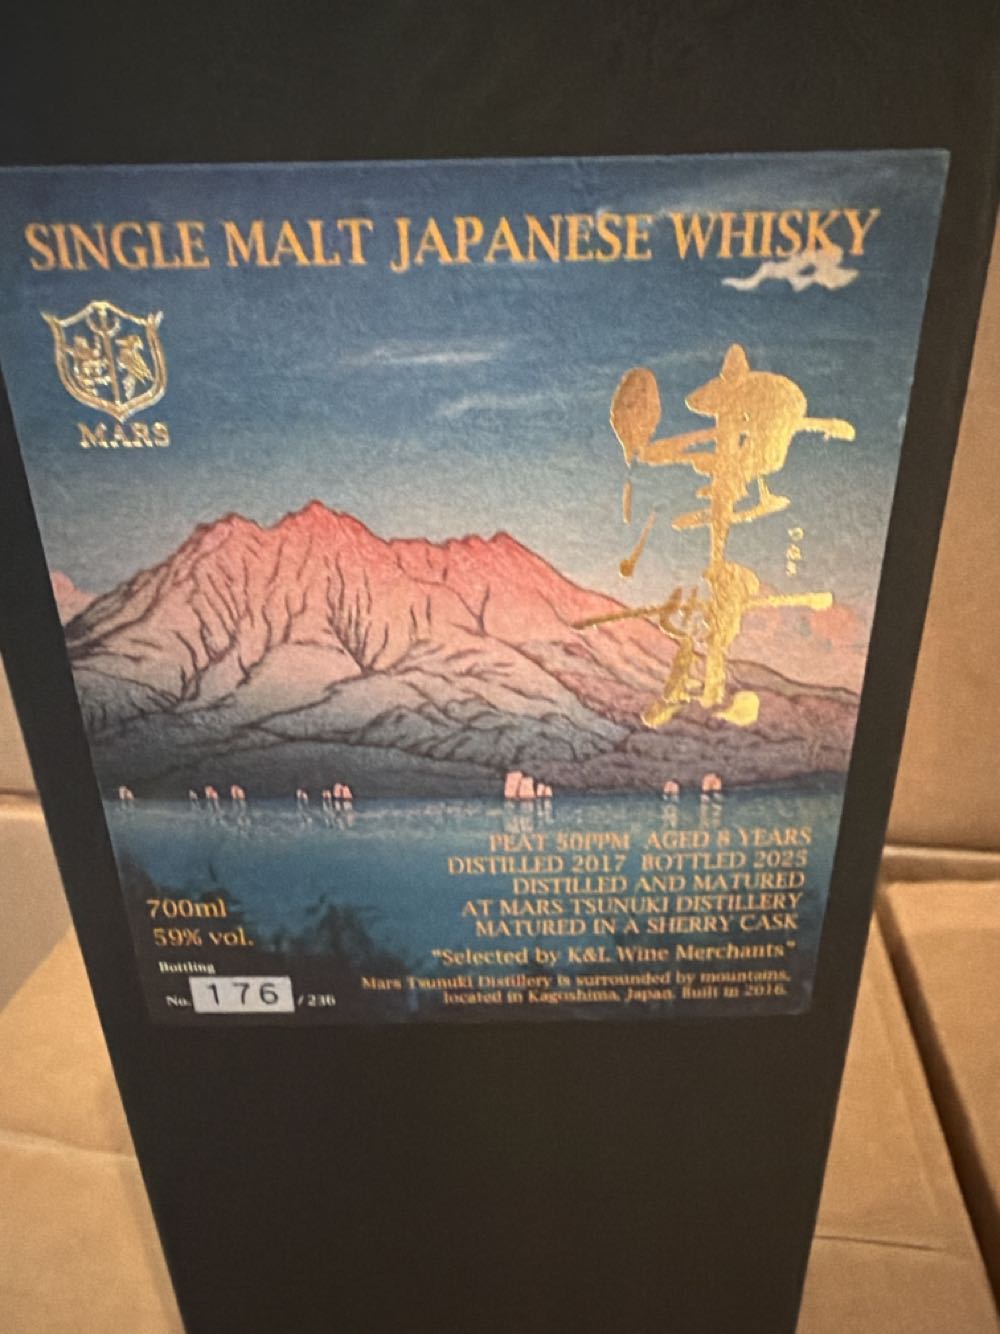 SINGLE MALT JAPANESE WHISKY
MARS
津貫
PEAT 50PPM AGED 8 YEARS
DISTILLED 2017 BOTTLED 2025
DISTILLED AND MATURED
AT MARS TSUNUKI DISTILLERY
MATURED IN A SHERRY CASK
"Selected by K&L Wine Merchants"
Mars Tsunuki Distillery is surrounded by mountains,
located in Kagoshima, Japan. Built in 2016.
700ml
59% vol.
Bottling
No. 176 / 236